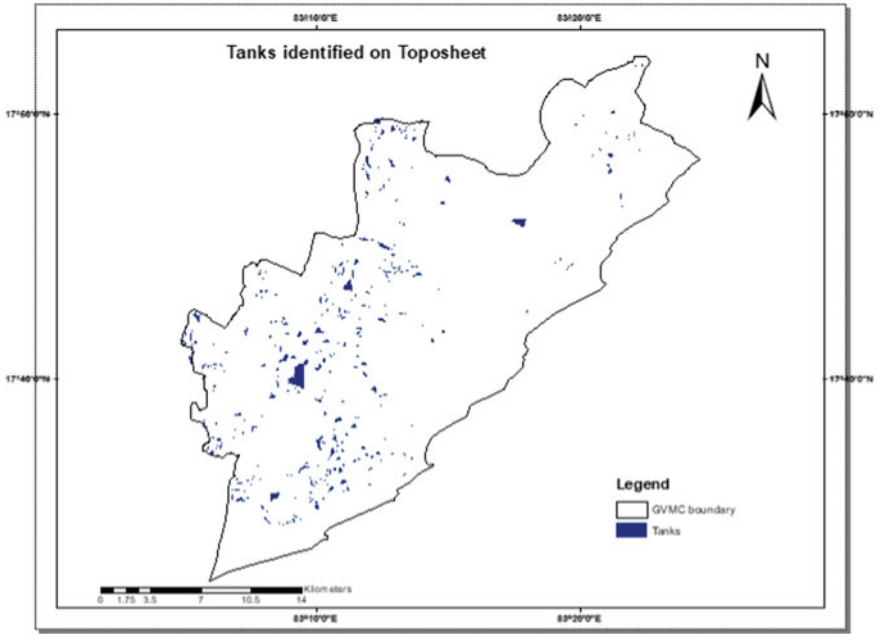 83°10'0"E 83°20'0"E
Tanks identified on Toposheet
N
17°50'0"N 17°50'0"N
17°40'0"N 17°40'0"N
Legend
GVMC boundary
Tanks
Kilometers
0 1.75 3.5 7 10.5 14
83°10'0"E 83°20'0"E